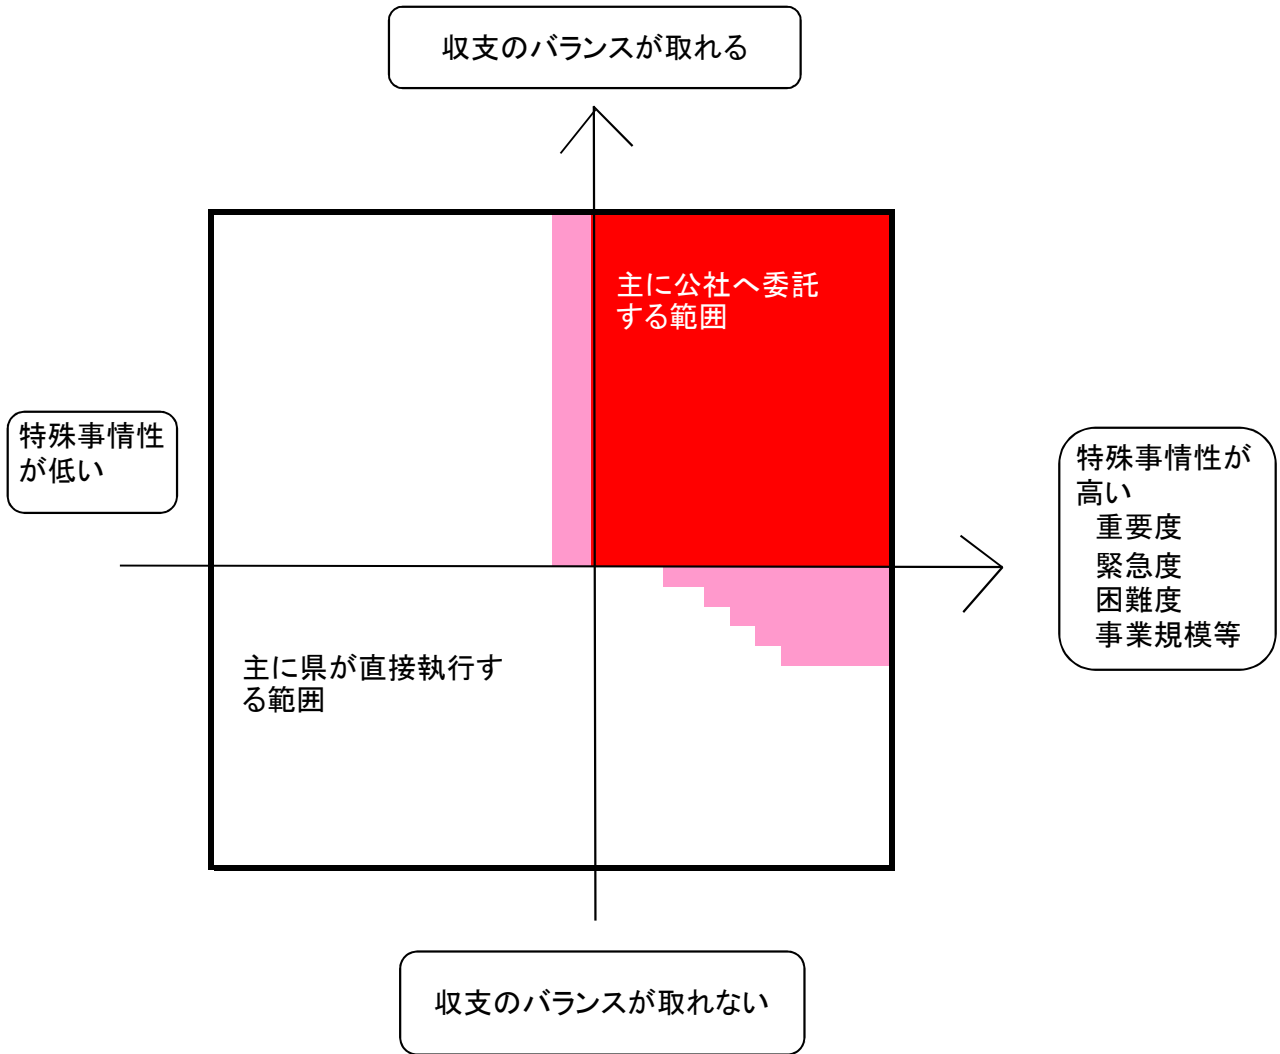 収支のバランスが取れる
主に公社へ委託
する範囲
特殊事情性
が低い
特殊事情性が
高い
重要度
緊急度
困難度
事業規模等
主に県が直接執行す
る範囲
収支のバランスが取れない